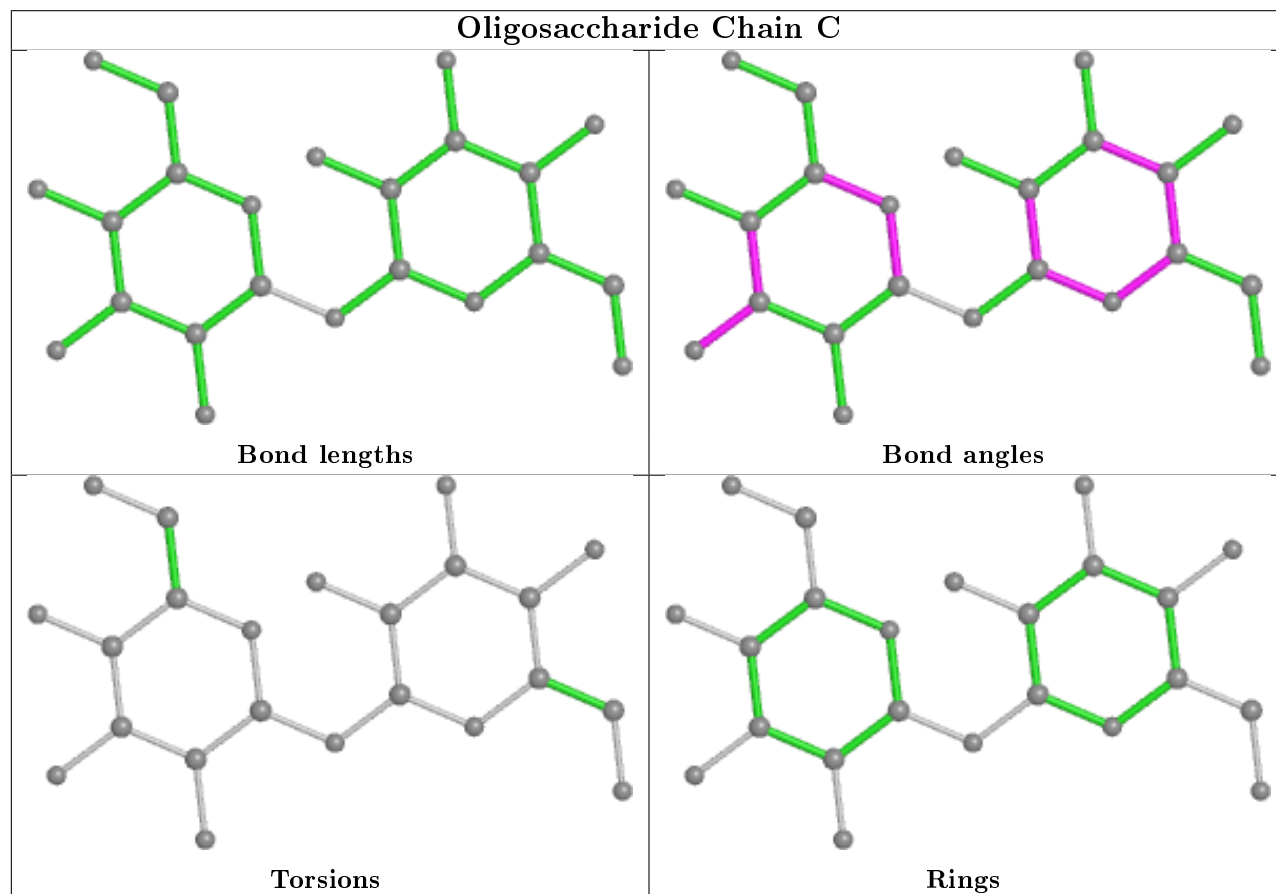 Oligosaccharide Chain C
Bond lengths
Bond angles
Torsions
Rings